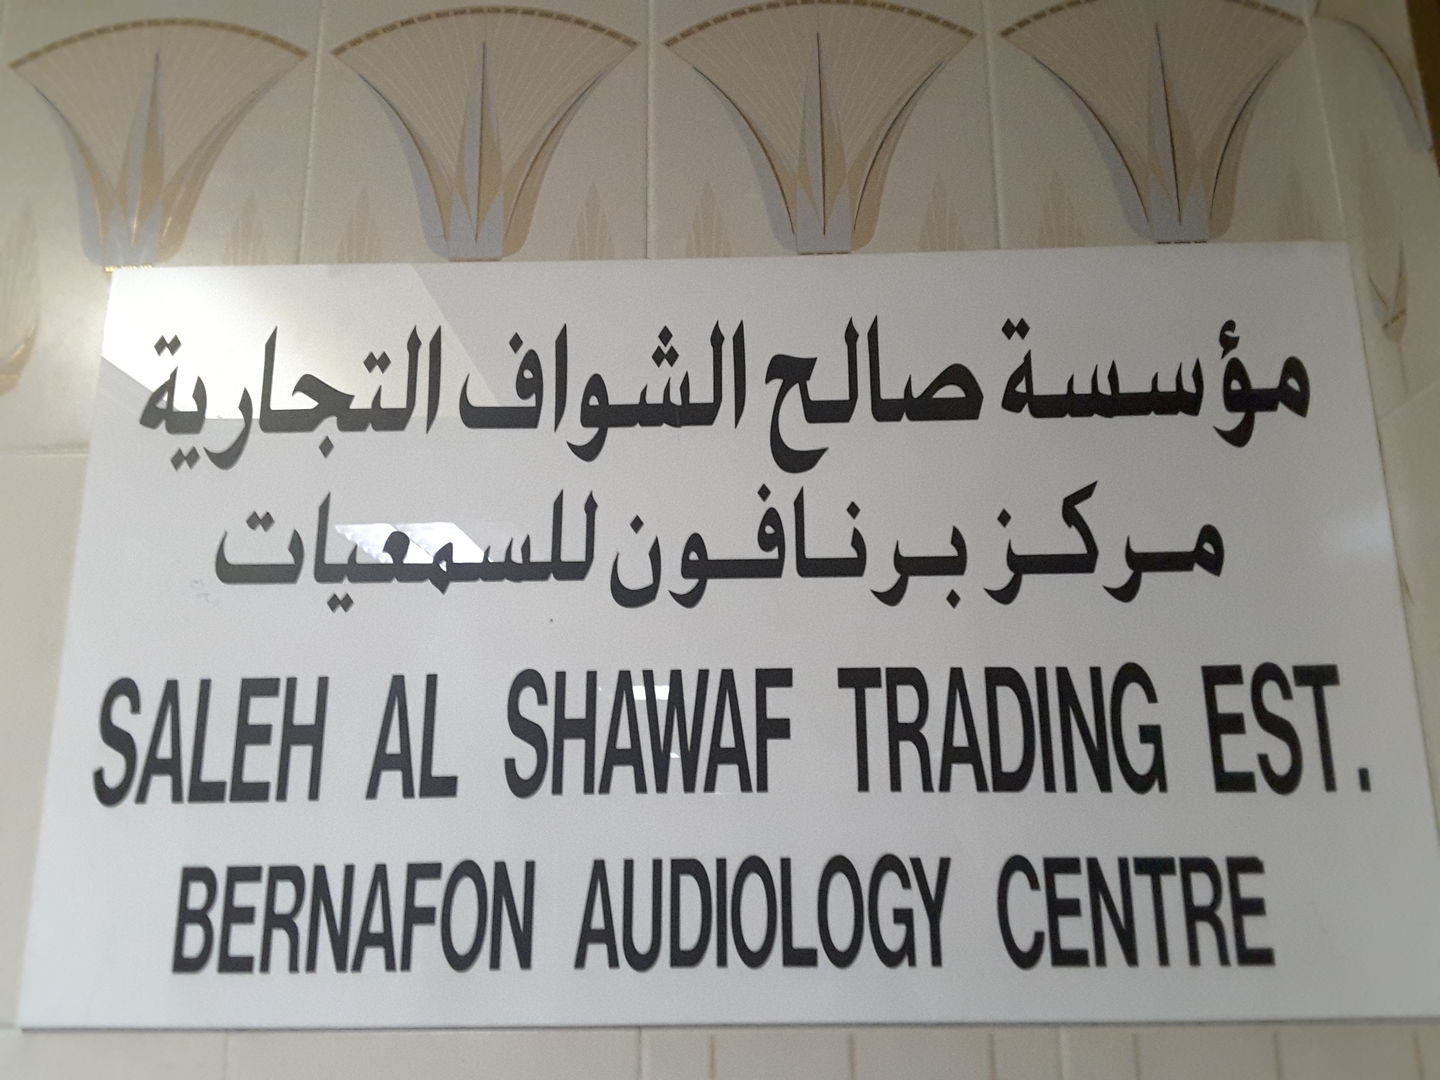 مؤسسة صالح الشواف التجارية
مركز برنافون للسمعيات
SALEH AL SHAWAF TRADING EST.
BERNAFON AUDIOLOGY CENTRE